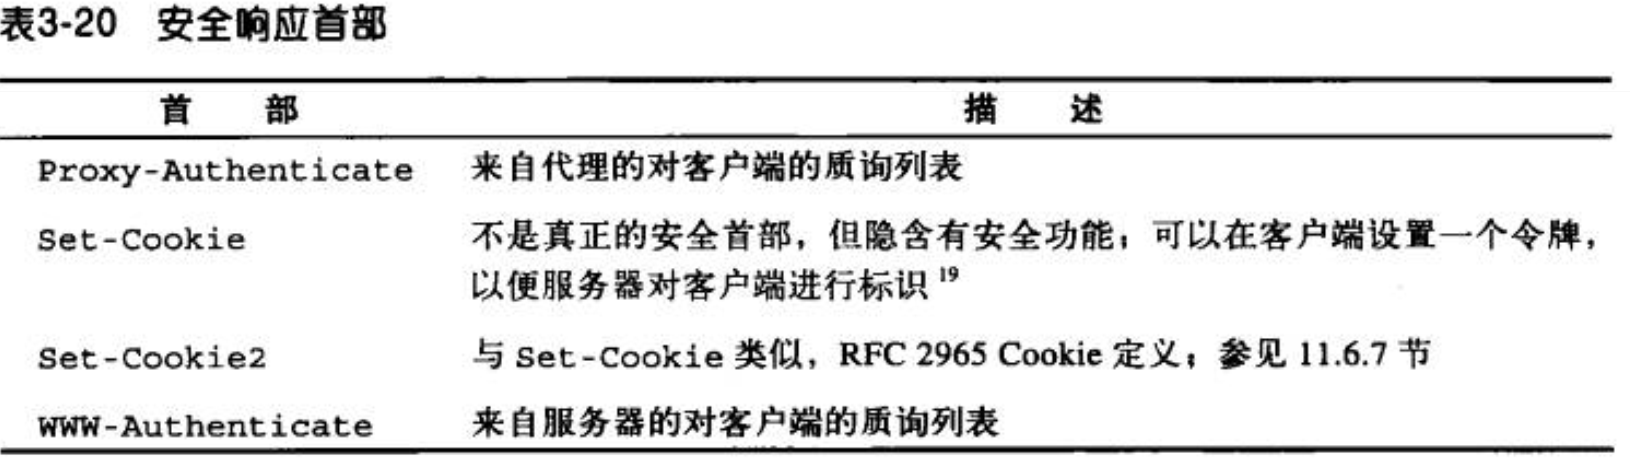 表3-20 安全响应首部
首 部 描 述
Proxy-Authenticate 来自代理的对客户端的质询列表
Set-Cookie 不是真正的安全首部，但隐含有安全功能；可以在客户端设置一个令牌，
以便服务器对客户端进行标识19
Set-Cookie2 与 Set-Cookie 类似，RFC 2965 Cookie 定义；参见 11.6.7 节
WWW-Authenticate 来自服务器的对客户端的质询列表